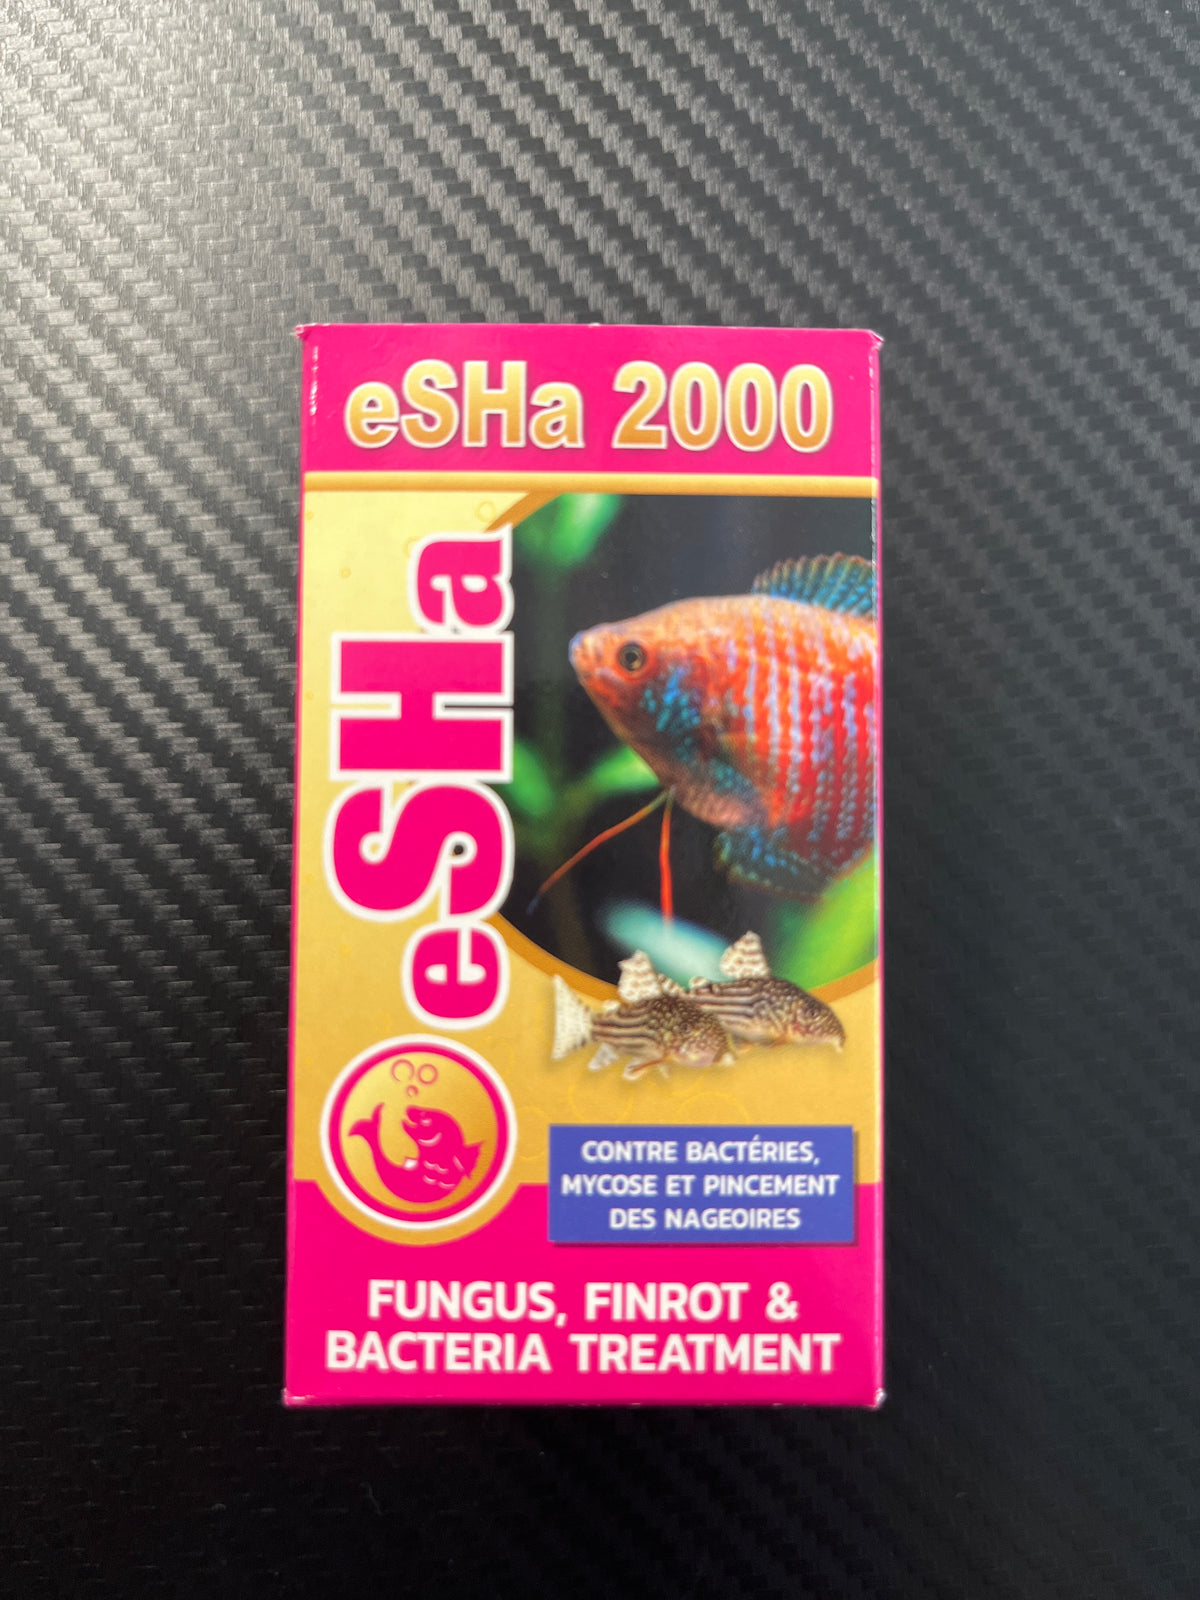 eSHa 2000
eSHa
CONTRE BACTÉRIES,
MYCOSE ET PINCEMENT
DES NAGEOIRES
FUNGUS, FINROT &
BACTERIA TREATMENT